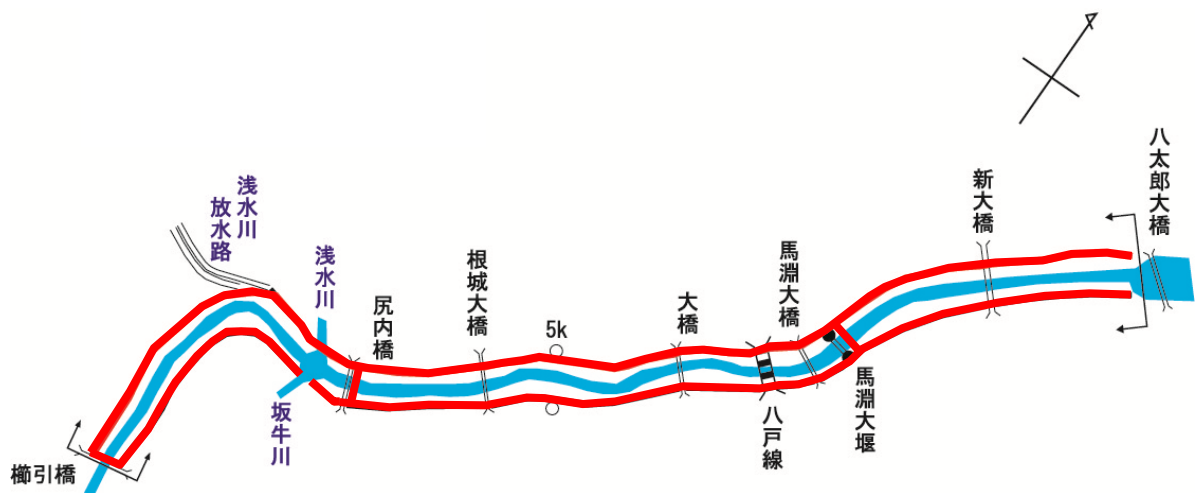 浅水川
放水路
浅水川
尻内橋
根城大橋
5k
大橋
馬淵大橋
新大橋
八太郎大橋
櫛引橋
坂牛川
八戸線
馬淵大堰